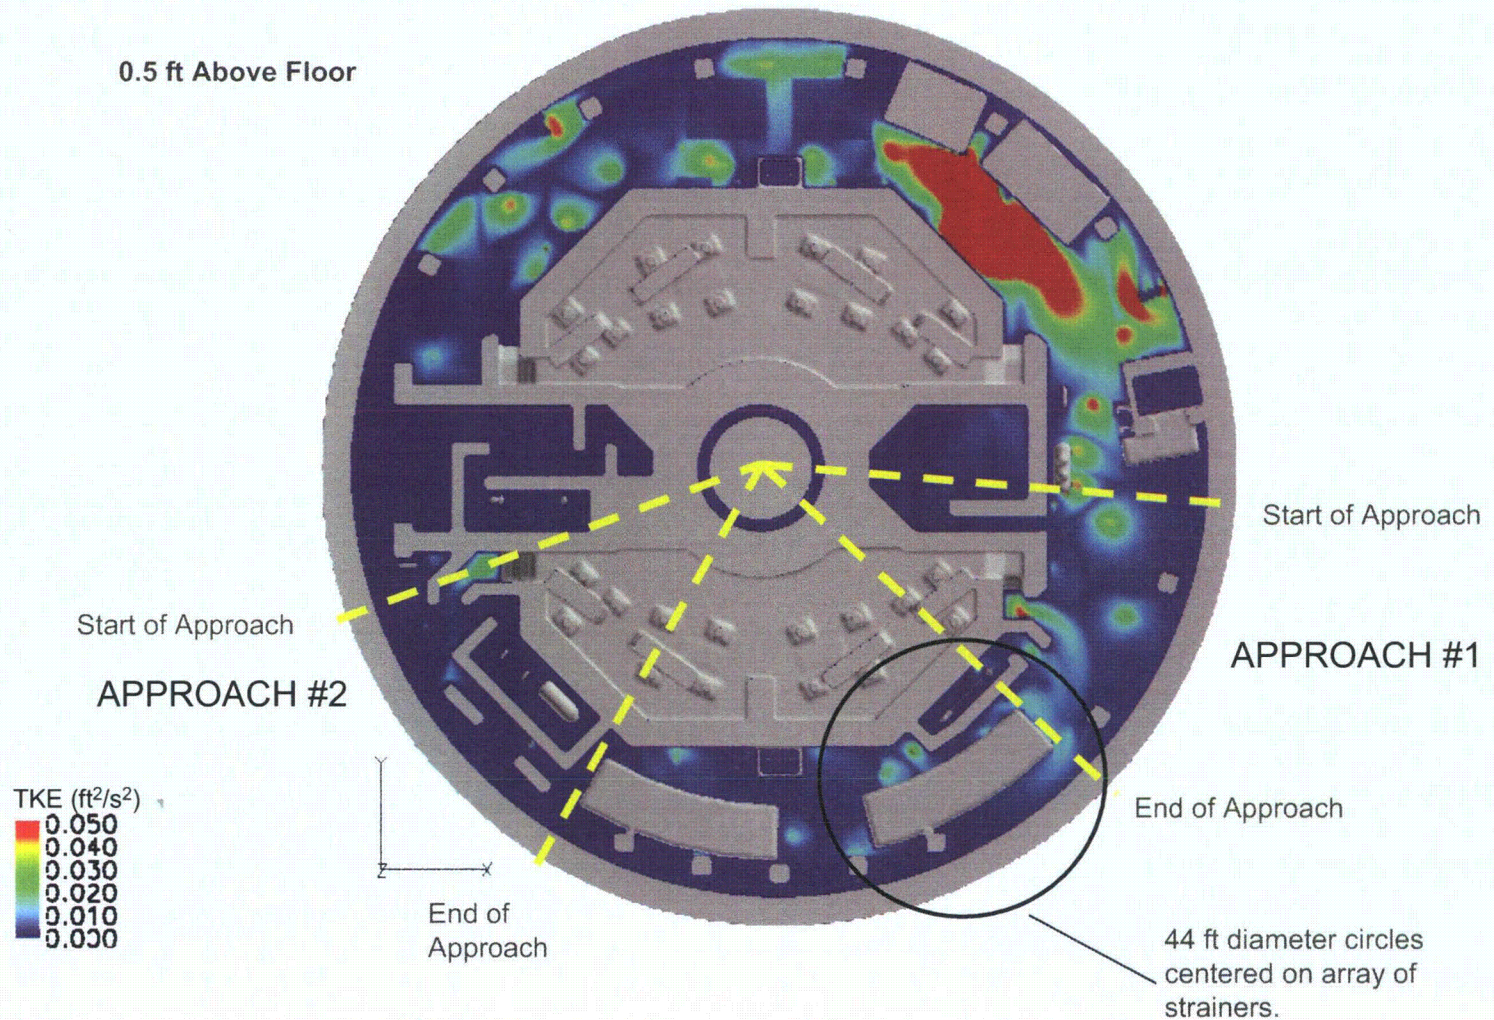 0.5 ft Above Floor
Start of Approach
Start of Approach
APPROACH #1
APPROACH #2
TKE (ft²/s²)
0.050
0.040
0.030
0.020
0.010
0.000
Y
Z
X
End of Approach
End of
Approach
44 ft diameter circles
centered on array of
strainers.